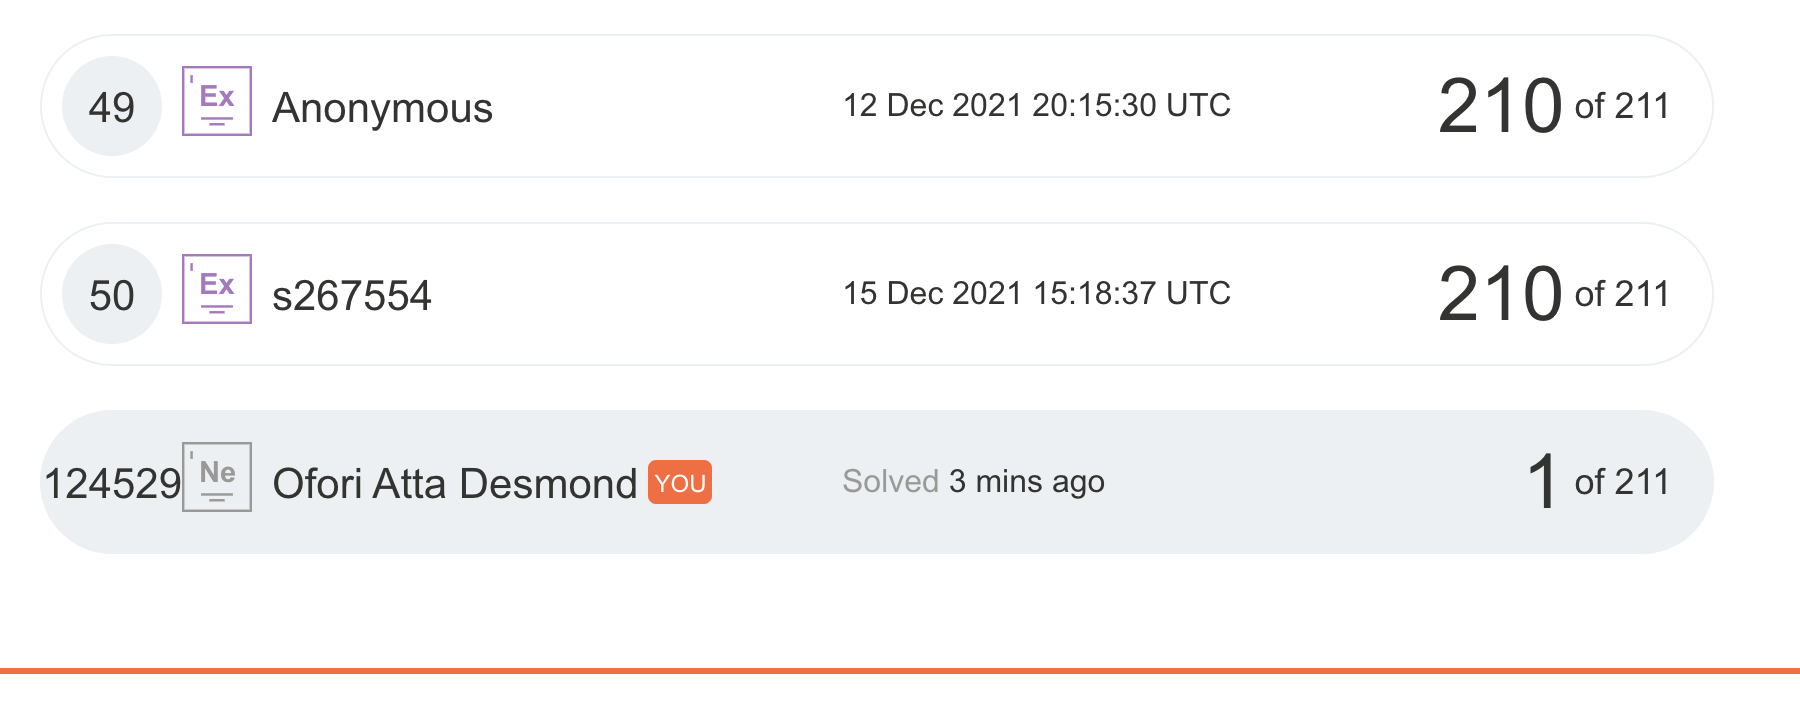 49 Ex Anonymous 12 Dec 2021 20:15:30 UTC 210 of 211
50 Ex s267554 15 Dec 2021 15:18:37 UTC 210 of 211
124529 Ne Ofori Atta Desmond YOU Solved 3 mins ago 1 of 211